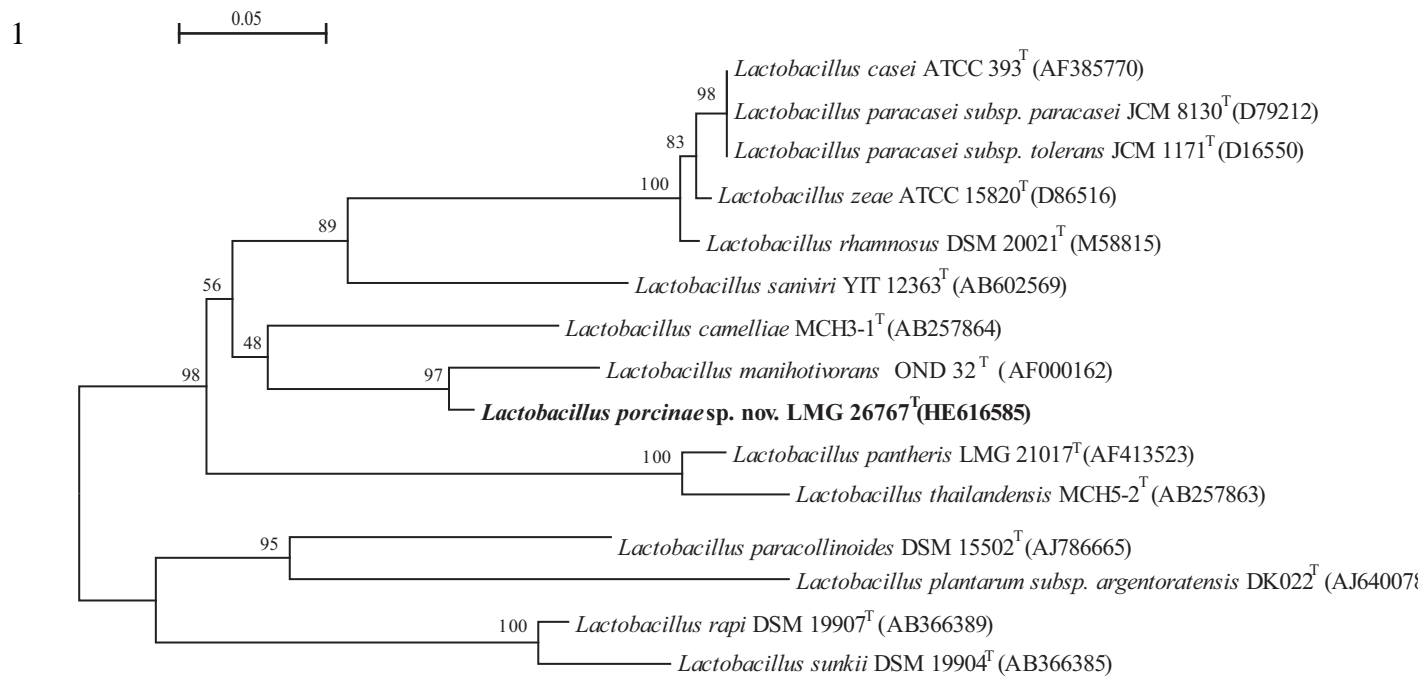 1
0.05
Lactobacillus casei ATCC 393T (AF385770)
98
Lactobacillus paracasei subsp. paracasei JCM 8130T (D79212)
83
Lactobacillus paracasei subsp. tolerans JCM 1171T (D16550)
100
Lactobacillus zeae ATCC 15820T (D86516)
89
Lactobacillus rhamnosus DSM 20021T (M58815)
56
Lactobacillus saniviri YIT 12363T (AB602569)
48
Lactobacillus camelliae MCH3-1T (AB257864)
98
97
Lactobacillus manihotivorans OND 32T (AF000162)
Lactobacillus porcinae sp. nov. LMG 26767T (HE616585)
100
Lactobacillus pantheris LMG 21017T (AF413523)
Lactobacillus thailandensis MCH5-2T (AB257863)
95
Lactobacillus paracollinoides DSM 15502T (AJ786665)
Lactobacillus plantarum subsp. argentoratensis DK022T (AJ640078
100
Lactobacillus rapi DSM 19907T (AB366389)
Lactobacillus sunkii DSM 19904T (AB366385)